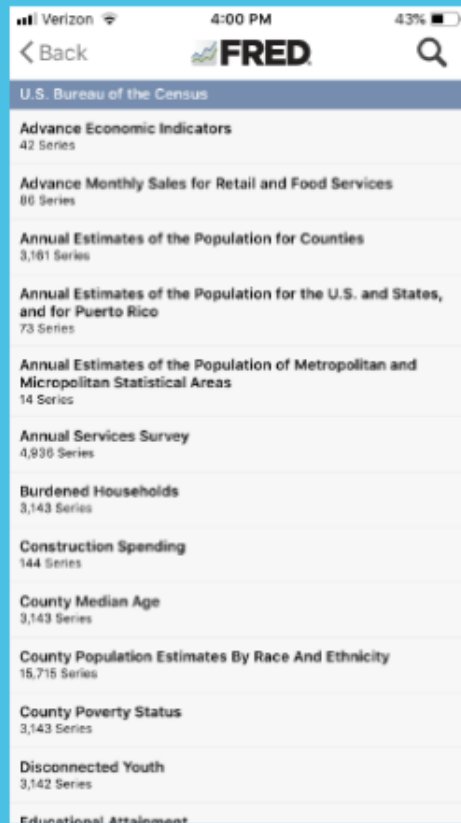 Verizon 4:00 PM 43%
Back FRED
U.S. Bureau of the Census
Advance Economic Indicators
42 Series
Advance Monthly Sales for Retail and Food Services
86 Series
Annual Estimates of the Population for Counties
3,161 Series
Annual Estimates of the Population for the U.S. and States,
and for Puerto Rico
73 Series
Annual Estimates of the Population of Metropolitan and
Micropolitan Statistical Areas
14 Series
Annual Services Survey
4,936 Series
Burdened Households
3,143 Series
Construction Spending
144 Series
County Median Age
3,143 Series
County Population Estimates By Race And Ethnicity
15,715 Series
County Poverty Status
3,143 Series
Disconnected Youth
3,142 Series
Educational Attainment